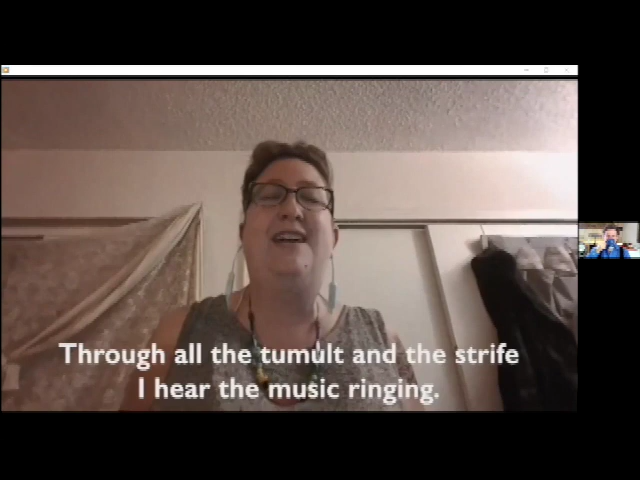 Through all the tumult and the strife
I hear the music ringing.